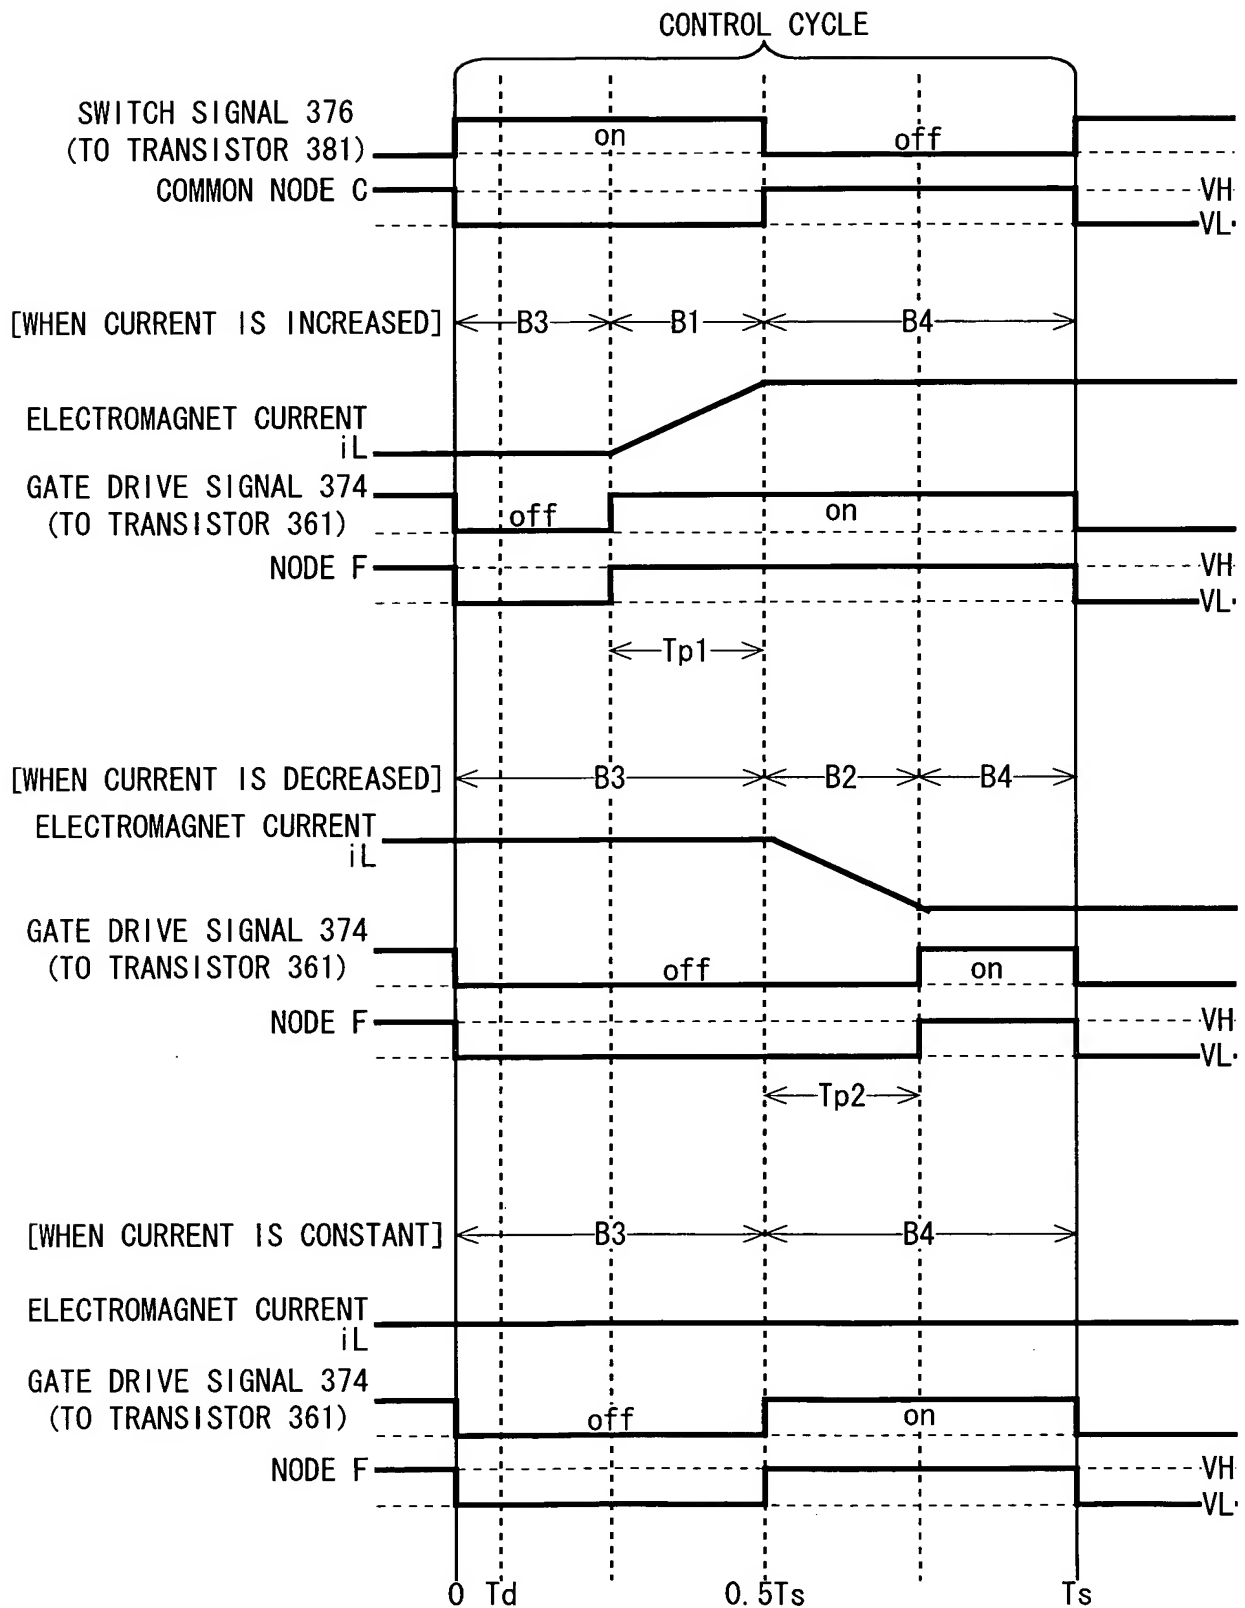 CONTROL CYCLE
SWITCH SIGNAL 376
(TO TRANSISTOR 381)
on
off
COMMON NODE C
VH
VL
[WHEN CURRENT IS INCREASED]
B3
B1
B4
ELECTROMAGNET CURRENT
iL
GATE DRIVE SIGNAL 374
(TO TRANSISTOR 361)
off
on
NODE F
VH
VL
Tp1
[WHEN CURRENT IS DECREASED]
B3
B2
B4
ELECTROMAGNET CURRENT
iL
GATE DRIVE SIGNAL 374
(TO TRANSISTOR 361)
off
on
NODE F
VH
VL
Tp2
[WHEN CURRENT IS CONSTANT]
B3
B4
ELECTROMAGNET CURRENT
iL
GATE DRIVE SIGNAL 374
(TO TRANSISTOR 361)
off
on
NODE F
VH
VL
0 Td 0.5Ts Ts